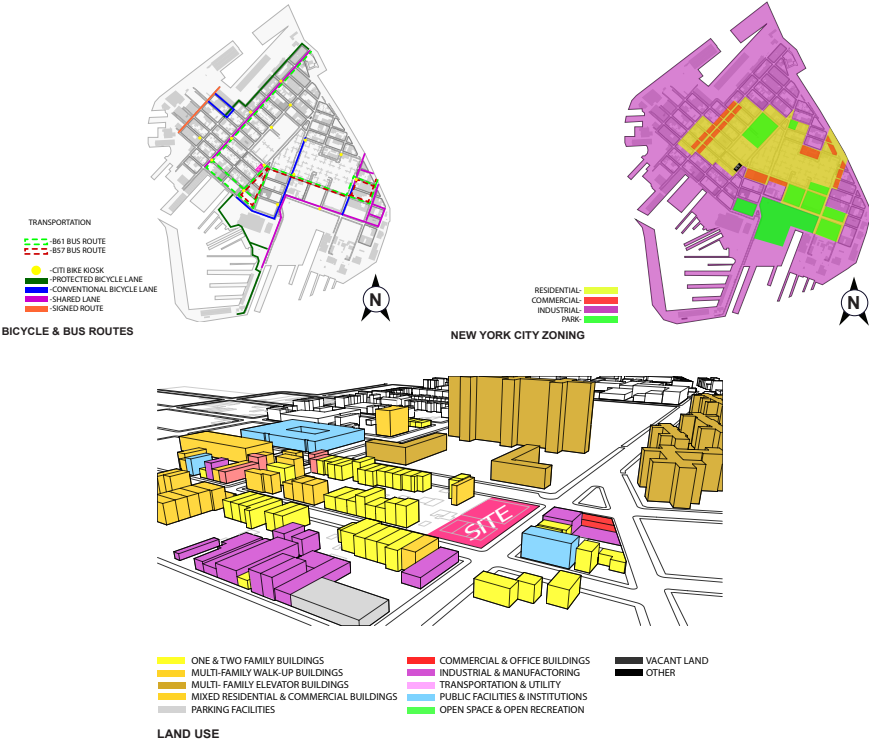 TRANSPORTATION
-B61 BUS ROUTE
-B57 BUS ROUTE
-CITI BIKE KIOSK
-PROTECTED BICYCLE LANE
-CONVENTIONAL BICYCLE LANE
-SHARED LANE
-SIGNED ROUTE
N
BICYCLE & BUS ROUTES
RESIDENTIAL-
COMMERCIAL-
INDUSTRIAL-
PARK-
N
NEW YORK CITY ZONING
SITE
ONE & TWO FAMILY BUILDINGS
MULTI-FAMILY WALK-UP BUILDINGS
MULTI- FAMILY ELEVATOR BUILDINGS
MIXED RESIDENTIAL & COMMERCIAL BUILDINGS
PARKING FACILITIES
COMMERCIAL & OFFICE BUILDINGS
INDUSTRIAL & MANUFACTORING
TRANSPORTATION & UTILITY
PUBLIC FACILITIES & INSTITUTIONS
OPEN SPACE & OPEN RECREATION
VACANT LAND
OTHER
LAND USE